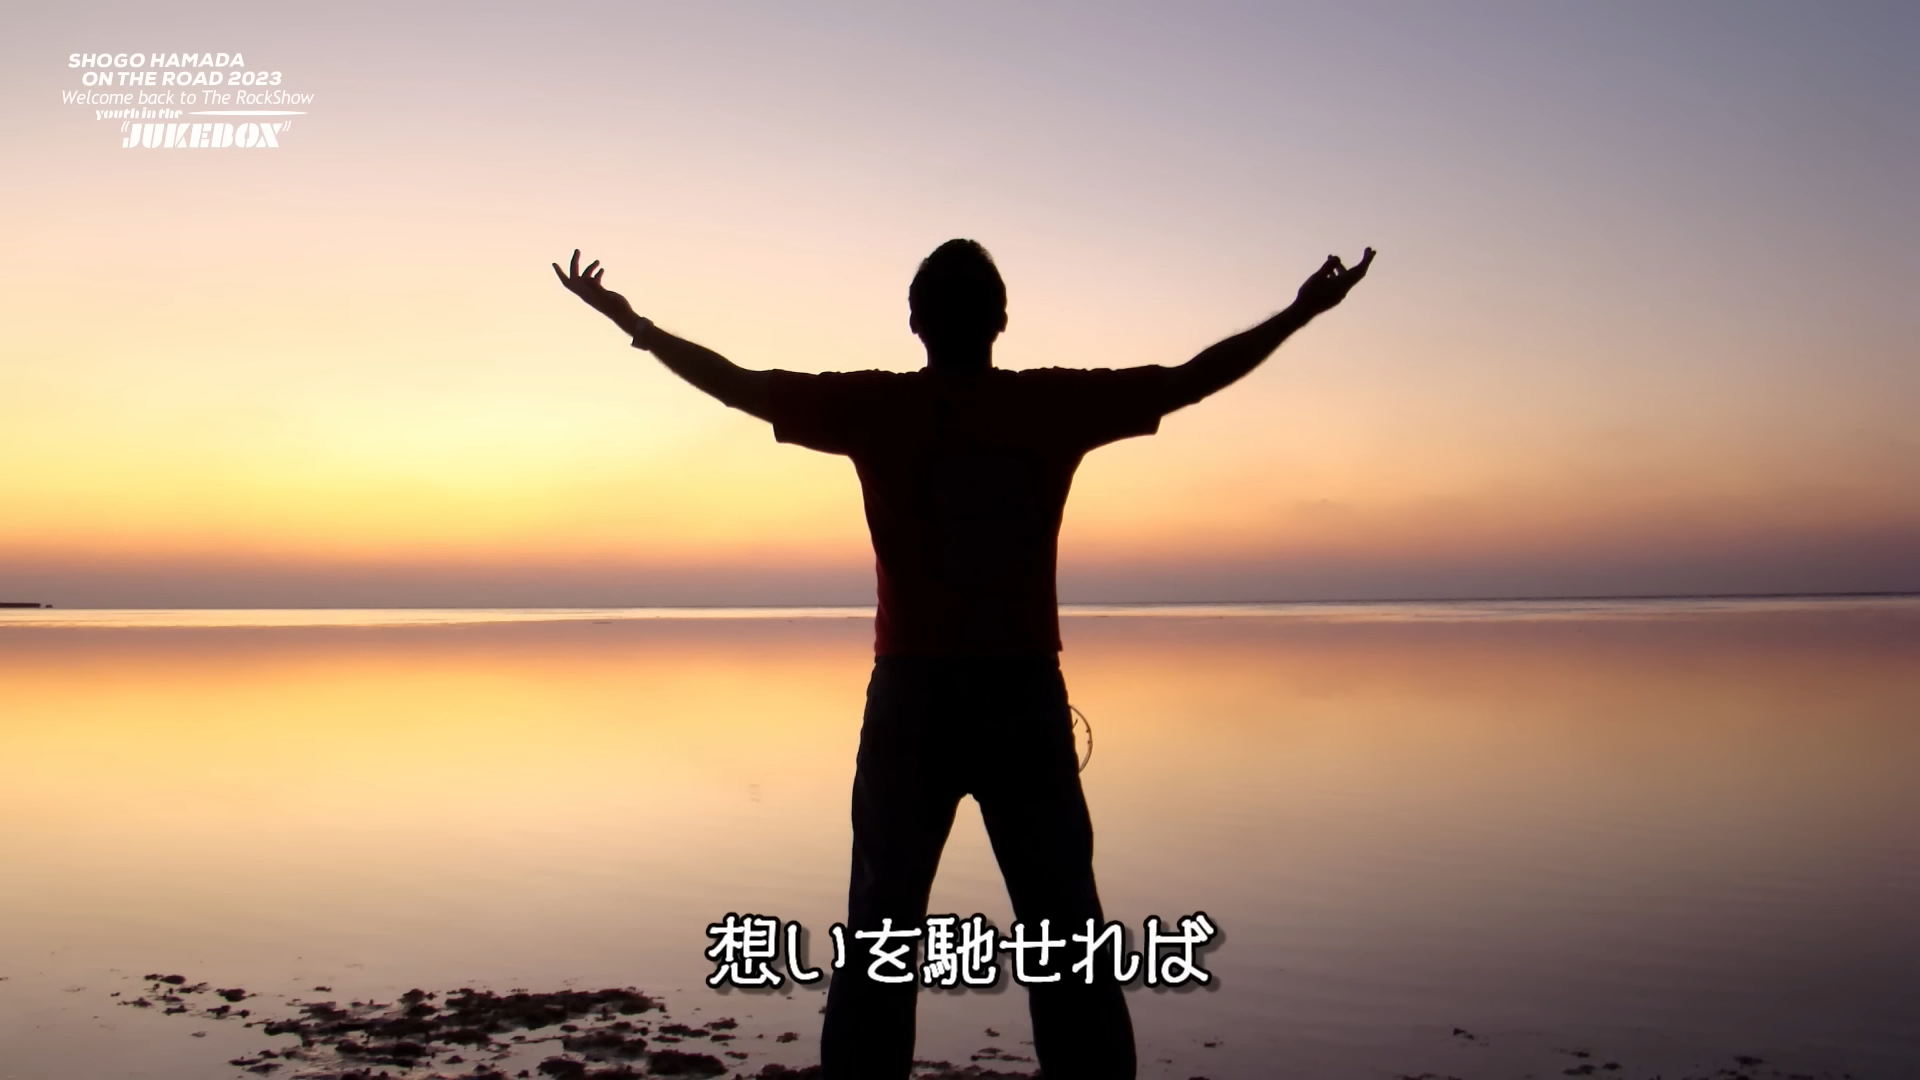 SHOGO HAMADA
ON THE ROAD 2023
Welcome back to The RockShow
youth in the
"JUKEBOX"
想いを馳せれば